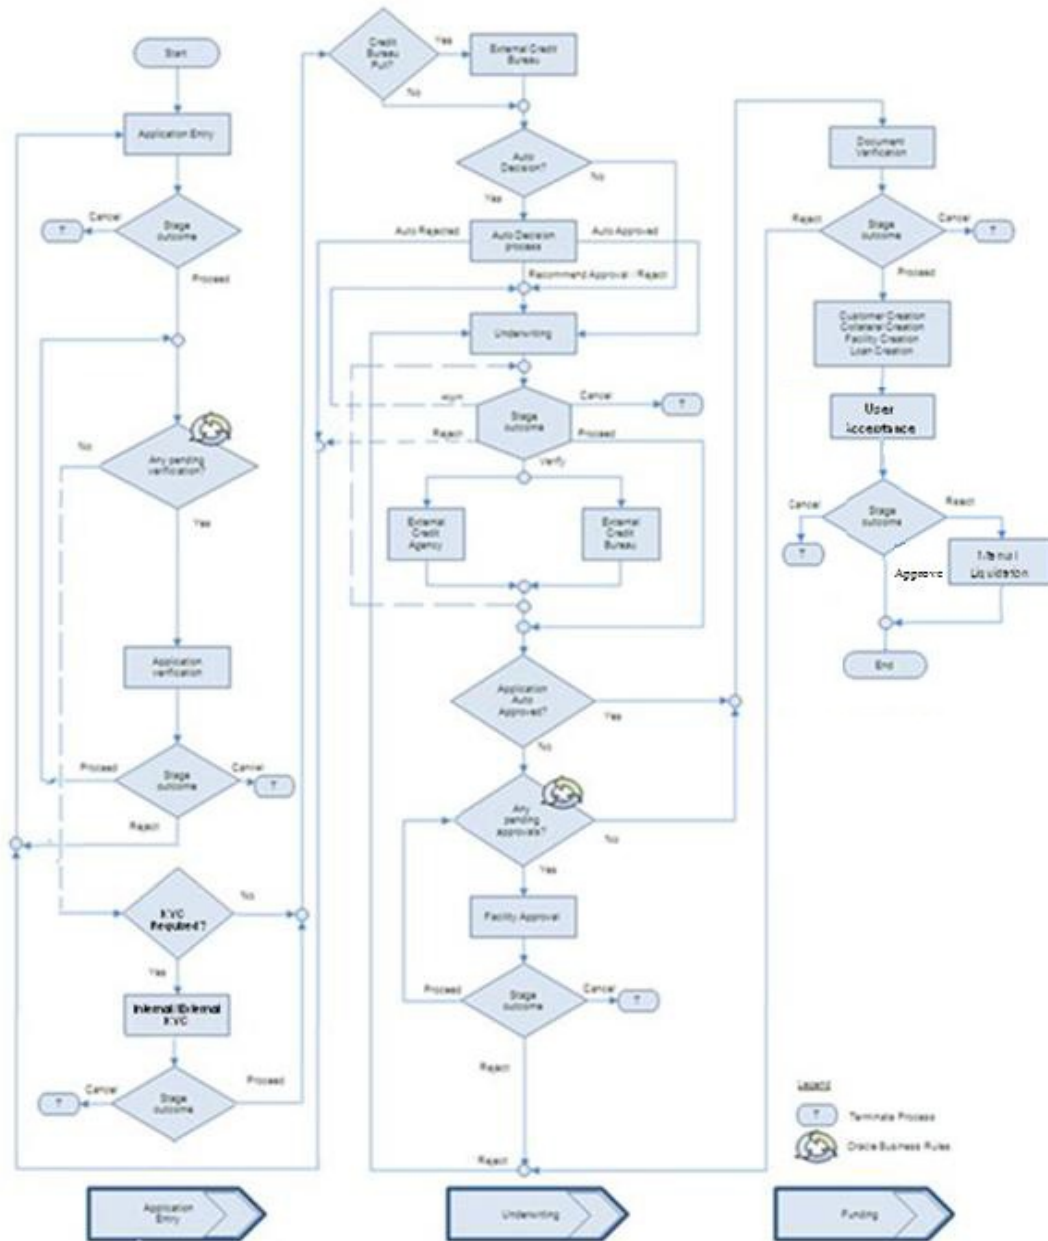 Start
Application Entry
Cancel
T
Stage
outcome
Proceed
No
Any pending
verification?
Yes
Application
verification
Proceed
Stage
outcome
Cancel
T
Reject
KYC
Required?
No
Yes
Internal/External
KYC
Cancel
T
Stage
outcome
Proceed
Credit
Bureau
Pull?
Yes
External Credit
Bureau
No
Auto
Decision?
No
Yes
Auto Rejected
Auto Decision
process
Auto Approved
Recommend Approval / Reject
Underwriting
Stage
outcome
Cancel
T
Reject
Proceed
Verify
External
Credit
Agency
External
Credit
Bureau
Application
Auto
Approved?
Yes
No
Any
pending
approvals?
No
Yes
Facility Approval
Proceed
Stage
outcome
Cancel
T
Reject
Reject
Document
Verification
Reject
Stage
outcome
Cancel
T
Proceed
Customer Creation
Collateral Creation
Facility Creation
Loan Creation
User
Acceptance
Cancel
T
Stage
outcome
Reject
Approve
Manual
Liquidation
End
Legend
T
Terminate Process
Oracle Business Rules
Application
Entry
Underwriting
Funding